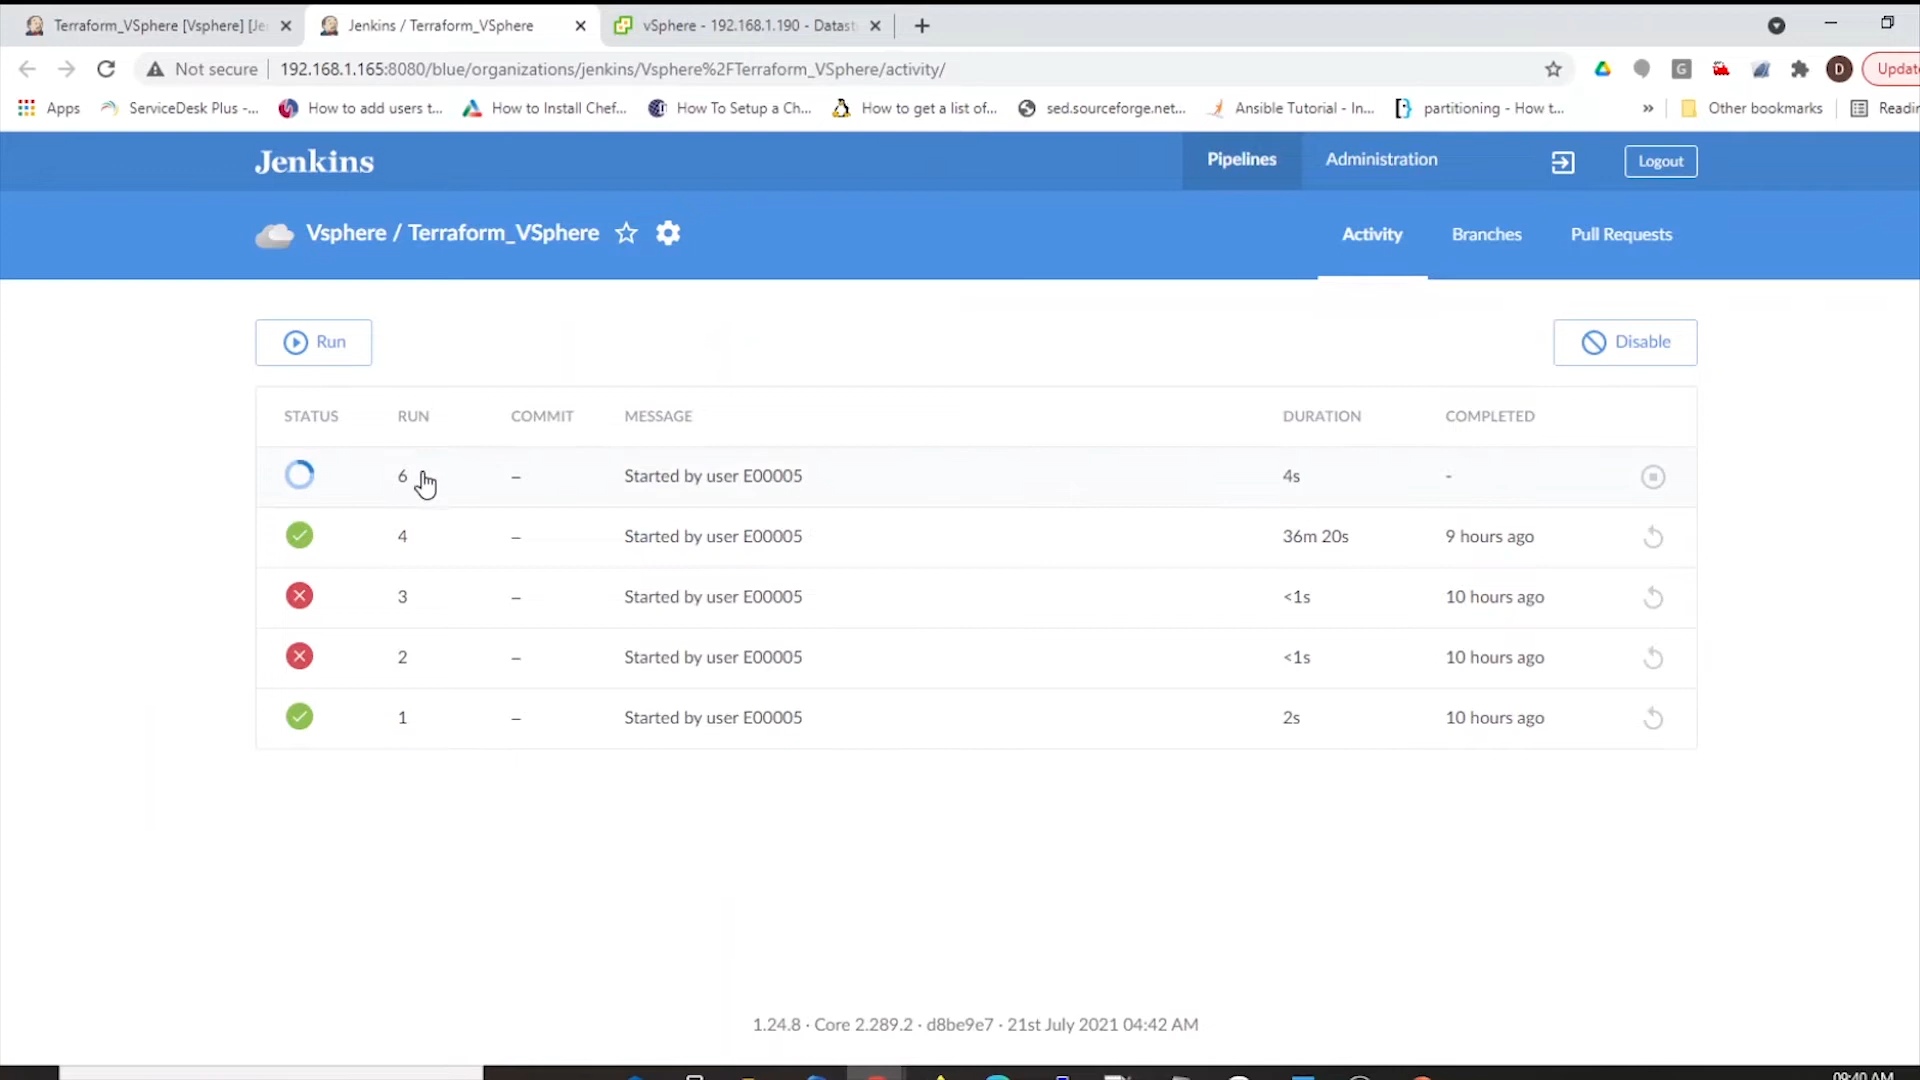 Terraform_VSphere [Vsphere] [Je
Jenkins / Terraform_VSphere
vSphere - 192.168.1.190 - Datast
Not secure
192.168.1.165:8080/blue/organizations/jenkins/Vsphere%2FTerraform_VSphere/activity/
G
D
Update
Apps
ServiceDesk Plus -...
How to add users t...
How to Install Chef...
How To Setup a Ch...
How to get a list of...
sed.sourceforge.net...
Ansible Tutorial - In...
partitioning - How t...
»
Other bookmarks
Readin
Jenkins
Pipelines
Administration
Logout
Vsphere / Terraform_VSphere
Activity
Branches
Pull Requests
Run
Disable
STATUS RUN COMMIT MESSAGE DURATION COMPLETED
6 – Started by user E00005 4s -
4 – Started by user E00005 36m 20s 9 hours ago
3 – Started by user E00005 <1s 10 hours ago
2 – Started by user E00005 <1s 10 hours ago
1 – Started by user E00005 2s 10 hours ago
1.24.8 · Core 2.289.2 · d8be9e7 · 21st July 2021 04:42 AM
09:40 AM